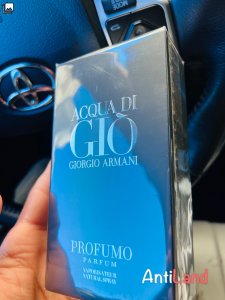 ACQUA DI
GIÒ
GIORGIO ARMANI
PROFUMO
PARFUM
VAPORISATEUR
NATURAL SPRAY
AntiLand